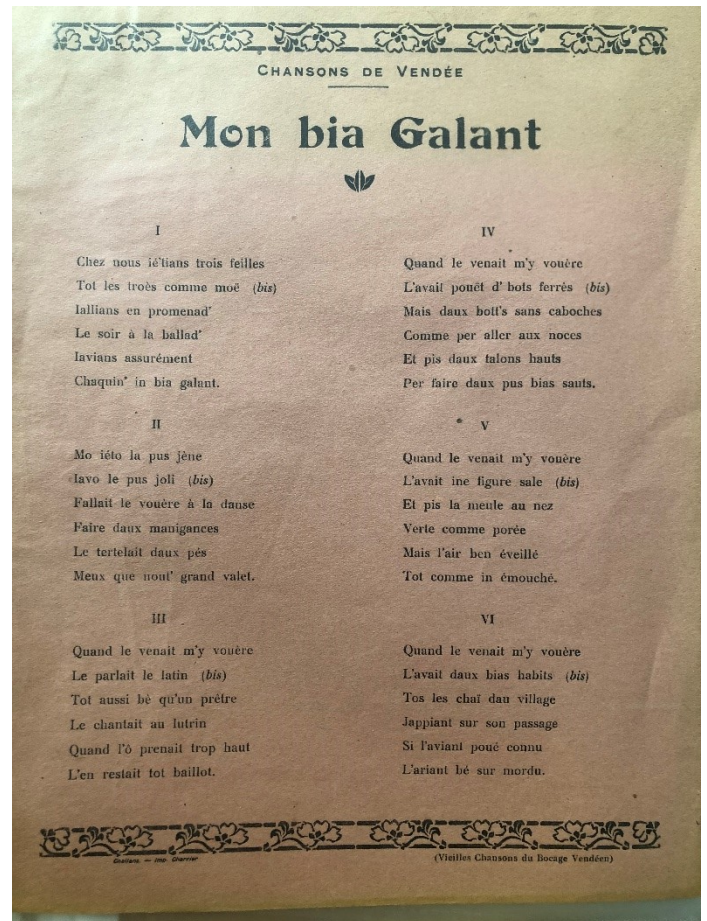 CHANSONS DE VENDÉE
Mon bia Galant
I
Chez nous ié'tians trois feilles
Tot les troès comme moë (bis)
Iallians en promenad'
Le soir à la ballad'
Iavians assurément
Chaquin' in bia galant.
II
Mo iéto la pus jène
Iavo le pus joli (bis)
Fallait le vouère à la danse
Faire daux manigances
Le tertelait daux pés
Meux que nout' grand valet.
III
Quand le venait m'y vouère
Le parlait le latin (bis)
Tot aussi bé qu'un prêtre
Le chantait au lutrin
Quand l'ô prenait trop haut
L'en restait tot baillot.
IV
Quand le venait m'y vouère
L'avait pouët d' bots ferrés (bis)
Mais daux bott's sans caboches
Comme per aller aux noces
Et pis daux talons hauts
Per faire daux pus bias sauts.
V
Quand le venait m'y vouère
L'avait ine figure sale (bis)
Et pis la meule au nez
Verte comme porée
Mais l'air ben éveillé
Tot comme in émouché.
VI
Quand le venait m'y vouère
L'avait daux bias habits (bis)
Tos les chaï dau village
Jappiant sur son passage
Si l'aviant poué connu
L'ariant bé sur mordu.
— Imp. Charrier
(Vieilles Chansons du Bocage Vendéen)